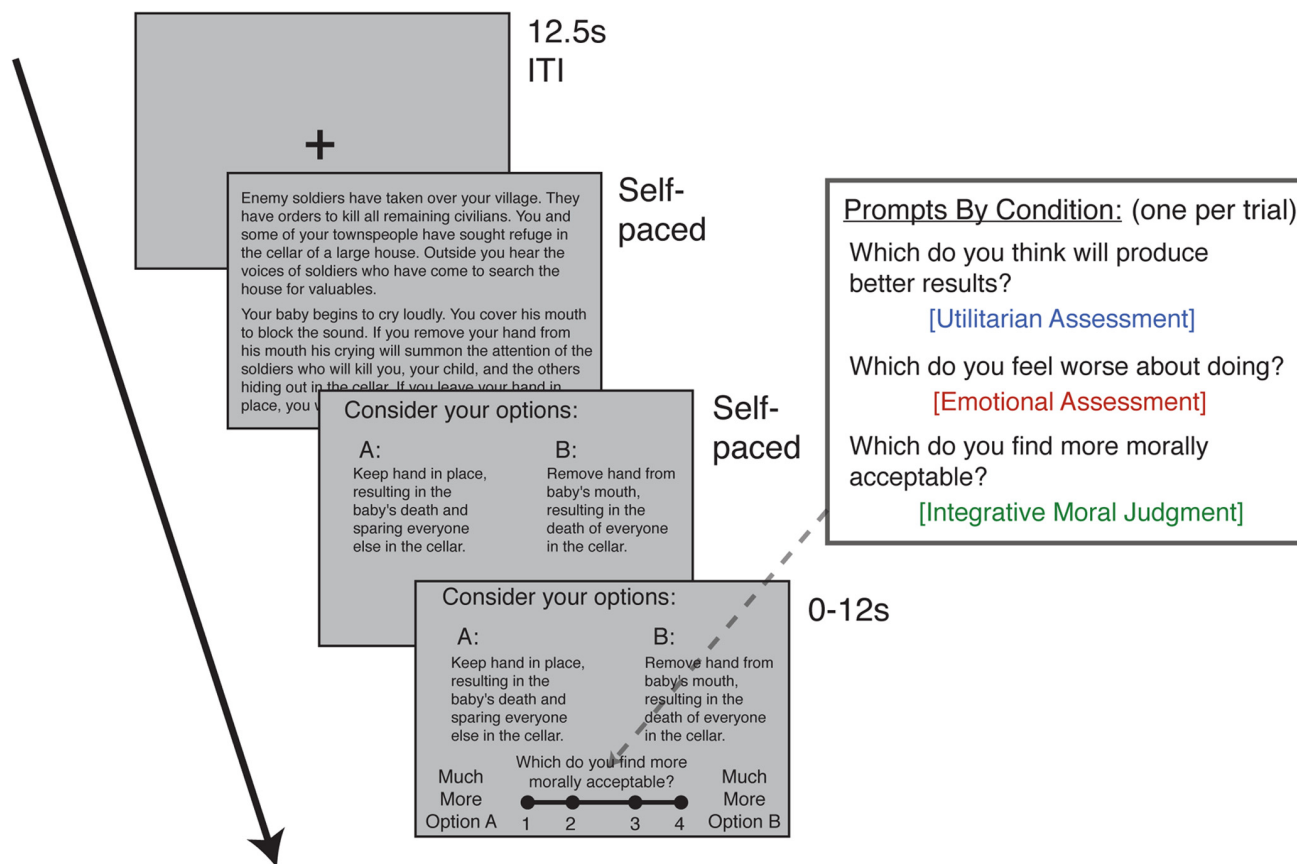 12.5s
ITI
+
Self-
paced
Enemy soldiers have taken over your village. They
have orders to kill all remaining civilians. You and
some of your townspeople have sought refuge in
the cellar of a large house. Outside you hear the
voices of soldiers who have come to search the
house for valuables.
Your baby begins to cry loudly. You cover his mouth
to block the sound. If you remove your hand from
his mouth his crying will summon the attention of the
soldiers who will kill you, your child, and the others
hiding out in the cellar. If you leave your hand in
place, you
Self-
paced
Consider your options:
A:
Keep hand in place,
resulting in the
baby's death and
sparing everyone
else in the cellar.
B:
Remove hand from
baby's mouth,
resulting in the
death of everyone
in the cellar.
0-12s
Consider your options:
A:
Keep hand in place,
resulting in the
baby's death and
sparing everyone
else in the cellar.
B:
Remove hand from
baby's mouth,
resulting in the
death of everyone
in the cellar.
Which do you find more
morally acceptable?
Much
More
Option A
1 2 3 4
Much
More
Option B
Prompts By Condition: (one per trial)
Which do you think will produce
better results?
[Utilitarian Assessment]
Which do you feel worse about doing?
[Emotional Assessment]
Which do you find more morally
acceptable?
[Integrative Moral Judgment]